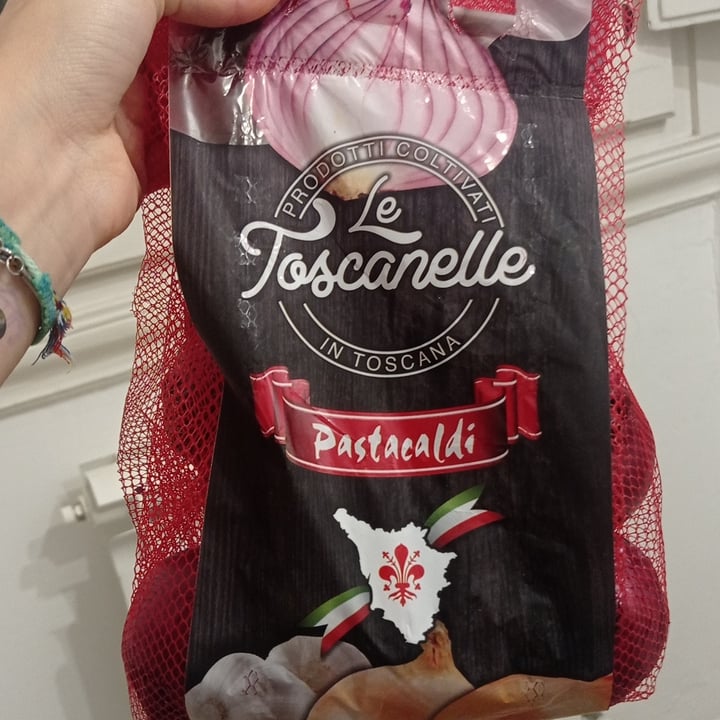 PRODOTTI COLTIVATI
Le
Toscanelle
IN TOSCANA
Pastacaldi